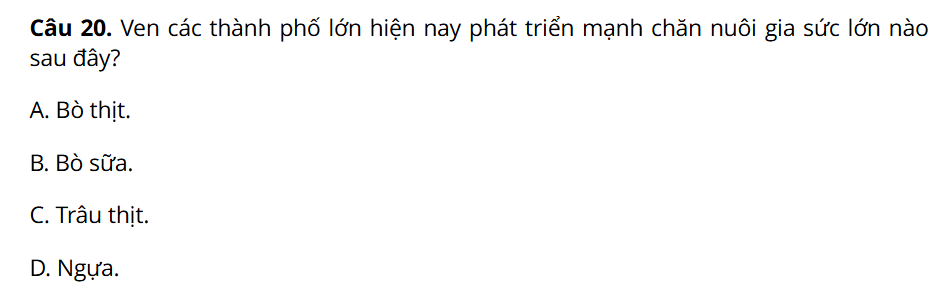 Câu 20. Ven các thành phố lớn hiện nay phát triển mạnh chăn nuôi gia súc lớn nào
sau đây?
A. Bò thịt.
B. Bò sữa.
C. Trâu thịt.
D. Ngựa.